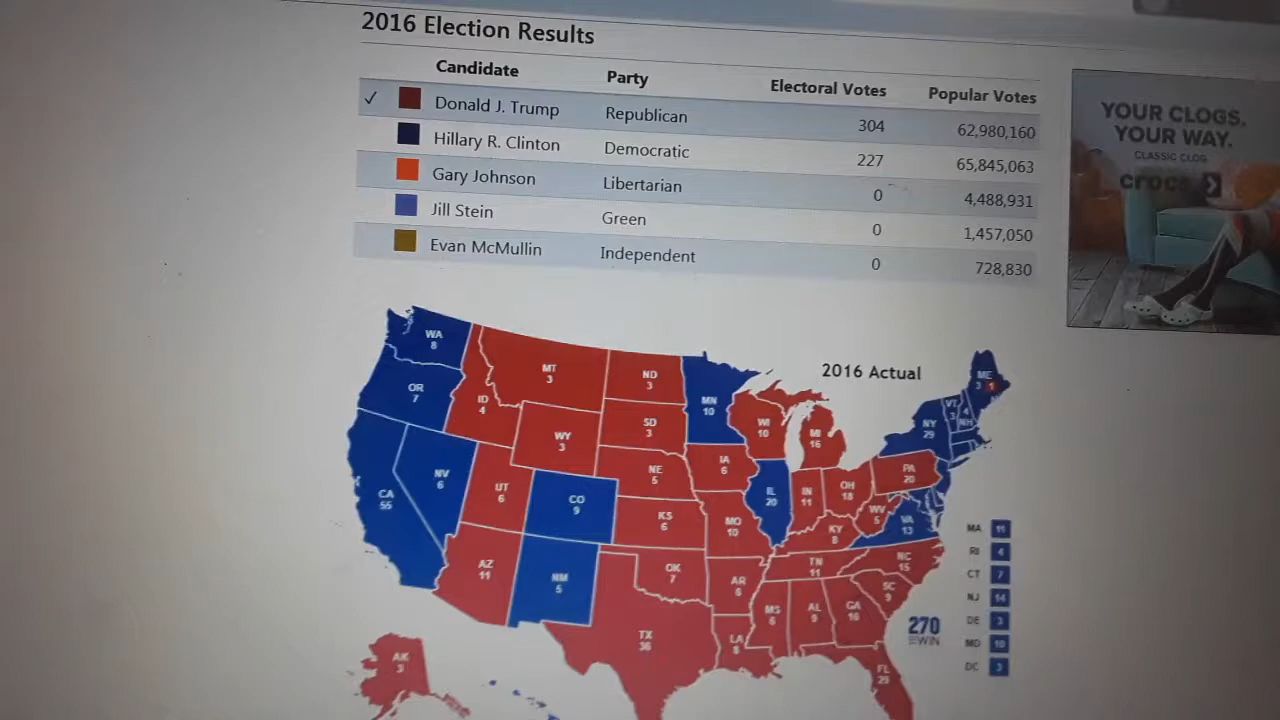 2016 Election Results
Candidate Party Electoral Votes Popular Votes
✓ Donald J. Trump Republican 304 62,980,160
Hillary R. Clinton Democratic 227 65,845,063
Gary Johnson Libertarian 0 4,488,931
Jill Stein Green 0 1,457,050
Evan McMullin Independent 0 728,830
YOUR CLOGS.
YOUR WAY.
CLASSIC CLOG
crocs
2016 Actual
WA
8
OR
7
CA
55
NV
6
ID
4
MT
3
WY
3
UT
6
CO
9
AZ
11
NM
5
ND
3
SD
3
NE
5
KS
6
OK
7
TX
36
MN
10
IA
6
MO
10
AR
6
LA
8
WI
10
IL
20
MI
16
IN
11
OH
18
KY
8
TN
11
MS
6
AL
9
GA
16
FL
29
SC
9
NC
15
VA
13
WV
5
PA
20
NY
29
VT
3
4
NH
ME
3 1
AK
3
MA 11
RI 4
CT 7
NJ 14
DE 3
MD 10
DC 3
270
WIN